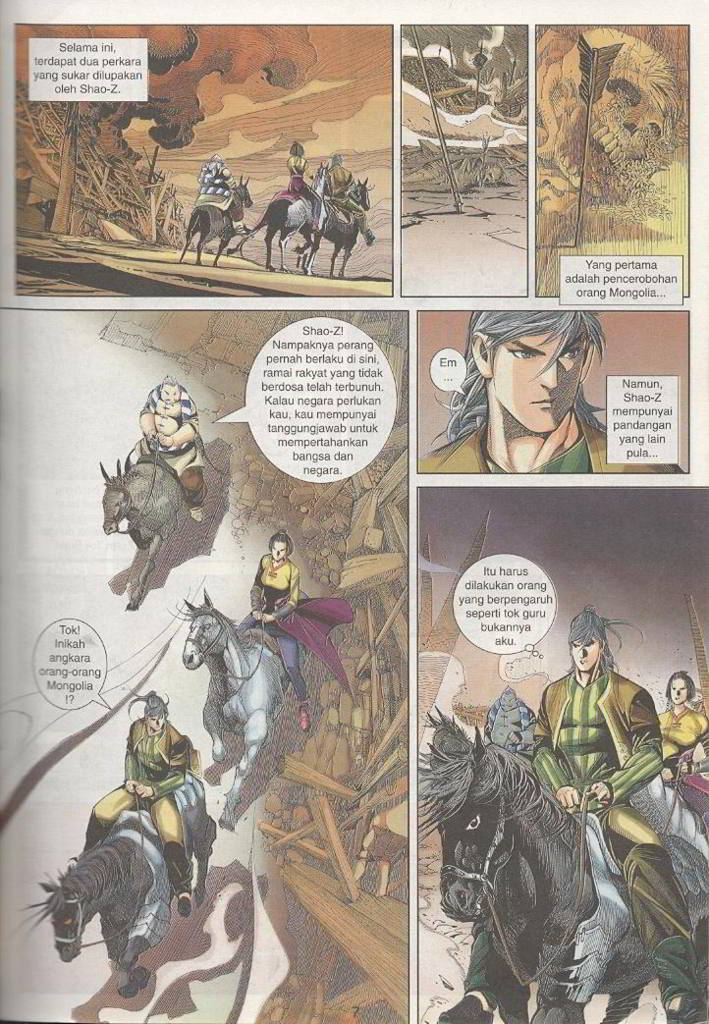 Selama ini,
terdapat dua perkara
yang sukar dilupakan
oleh Shao-Z.
Yang pertama
adalah pencerobohan
orang Mongolia...
Shao-Z!
Nampaknya perang
pernah berlaku di sini,
ramai rakyat yang tidak
berdosa telah terbunuh.
Kalau negara perlukan
kau, kau mempunyai
tanggungjawab untuk
mempertahankan
bangsa dan
negara.
Tok!
Inikah
angkara
orang-orang
Mongolia
!?
Em
...
Namun,
Shao-Z
mempunyai
pandangan
yang lain
pula...
Itu harus
dilakukan orang
yang berpengaruh
seperti tok guru
bukannya
aku.
7